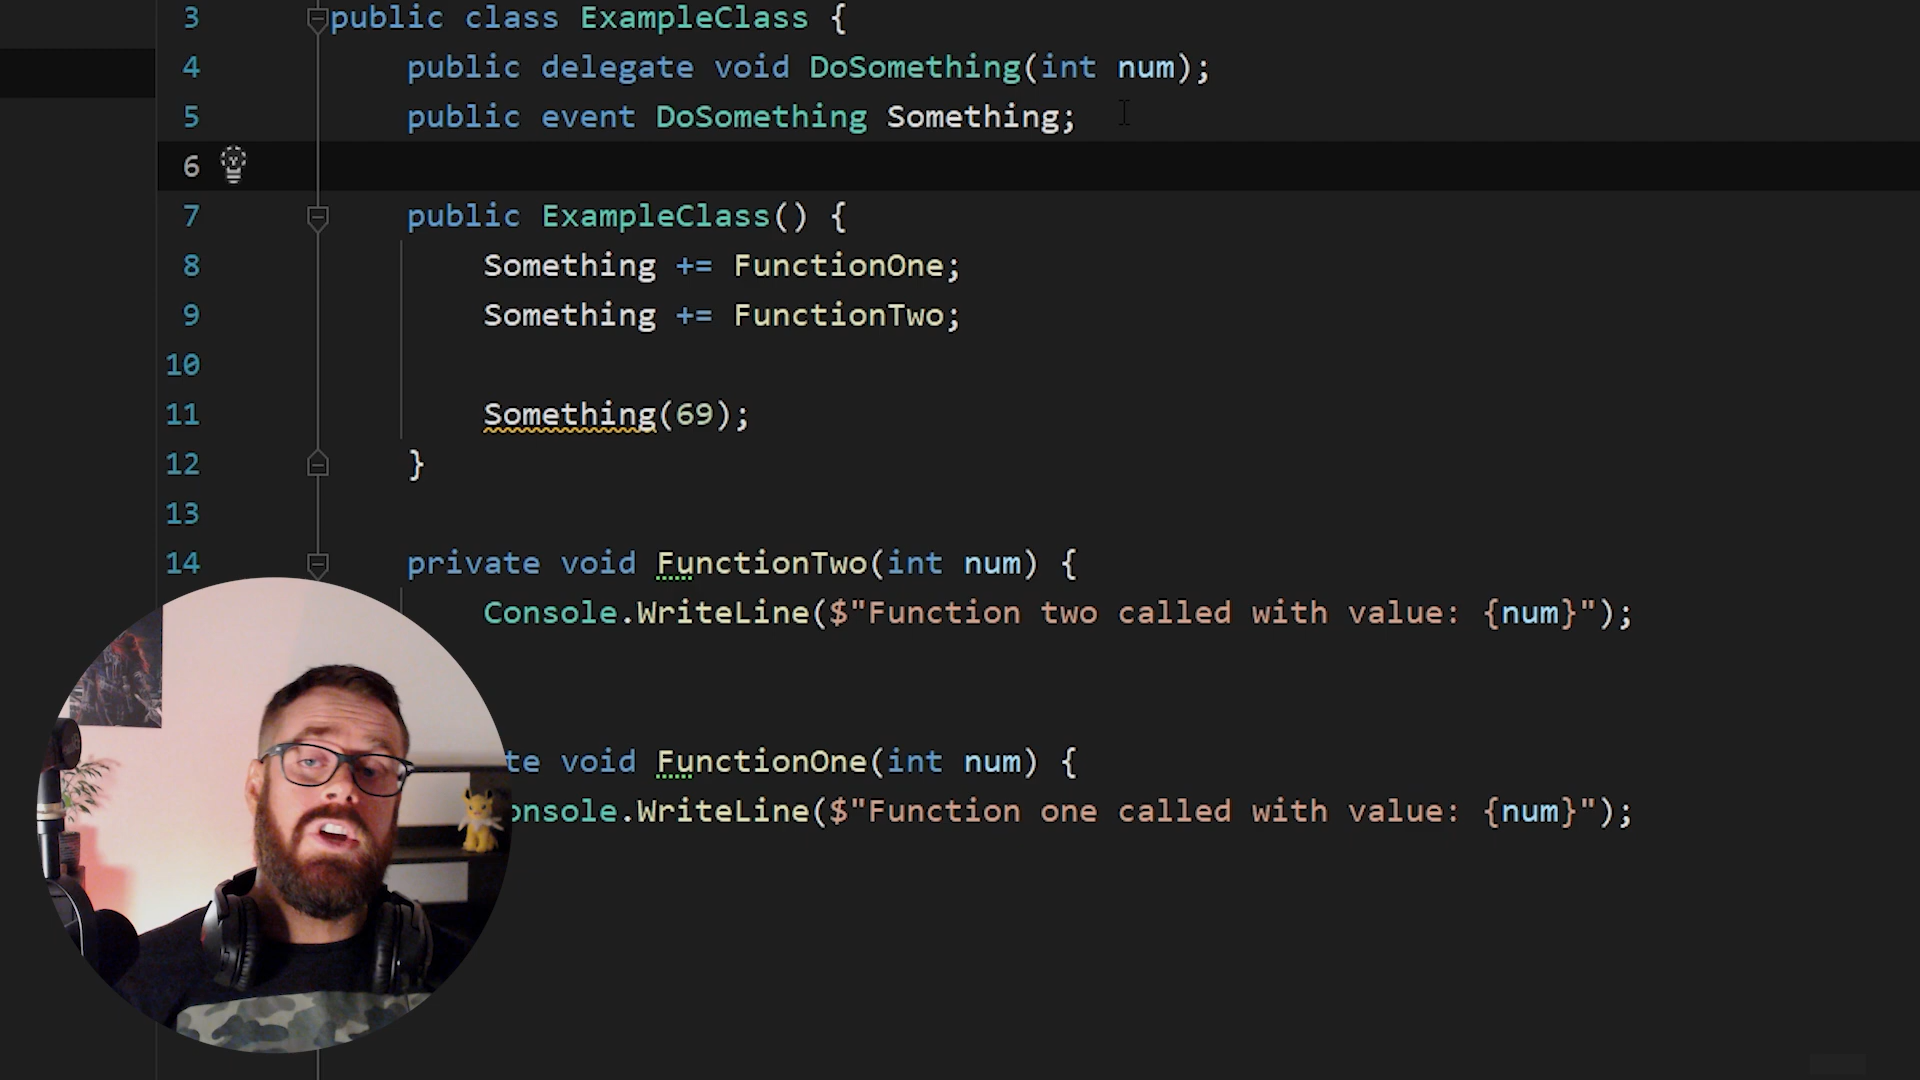 3 public class ExampleClass {
4 public delegate void DoSomething(int num);
5 public event DoSomething Something;
6
7 public ExampleClass() {
8 Something += FunctionOne;
9 Something += FunctionTwo;
10
11 Something(69);
12 }
13
14 private void FunctionTwo(int num) {
Console.WriteLine($"Function two called with value: {num}");
te void FunctionOne(int num) {
onsole.WriteLine($"Function one called with value: {num}");